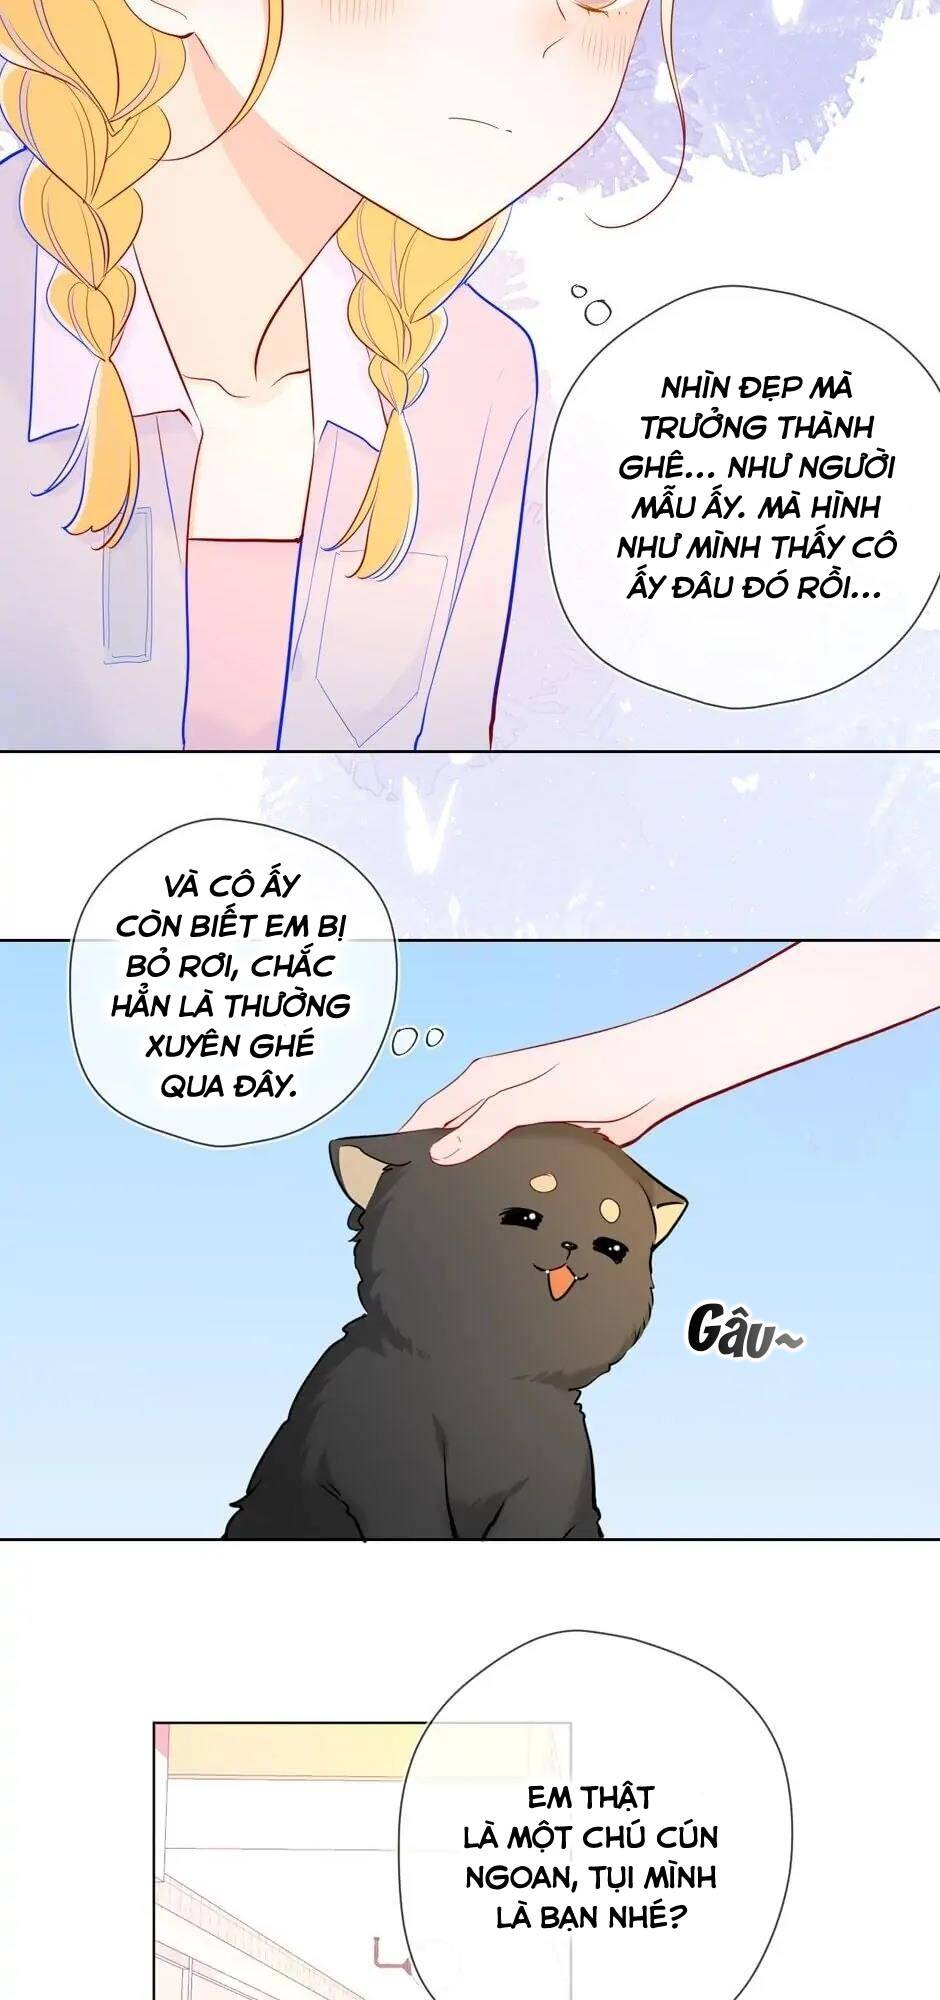 NHÌN ĐẸP MÀ
TRƯỞNG THÀNH
GHÊ... NHƯ NGƯỜI
MẪU ẤY. MÀ HÌNH
NHƯ MÌNH THẤY CÔ
ẤY ĐÂU ĐÓ RỒI...
VÀ CÔ ẤY
CÒN BIẾT EM BỊ
BỎ RƠI, CHẮC
HẲN LÀ THƯỜNG
XUYÊN GHÉ
QUA ĐÂY.
Gâu~
EM THẬT
LÀ MỘT CHÚ CÚN
NGOAN, TỤI MÌNH
LÀ BẠN NHÉ?